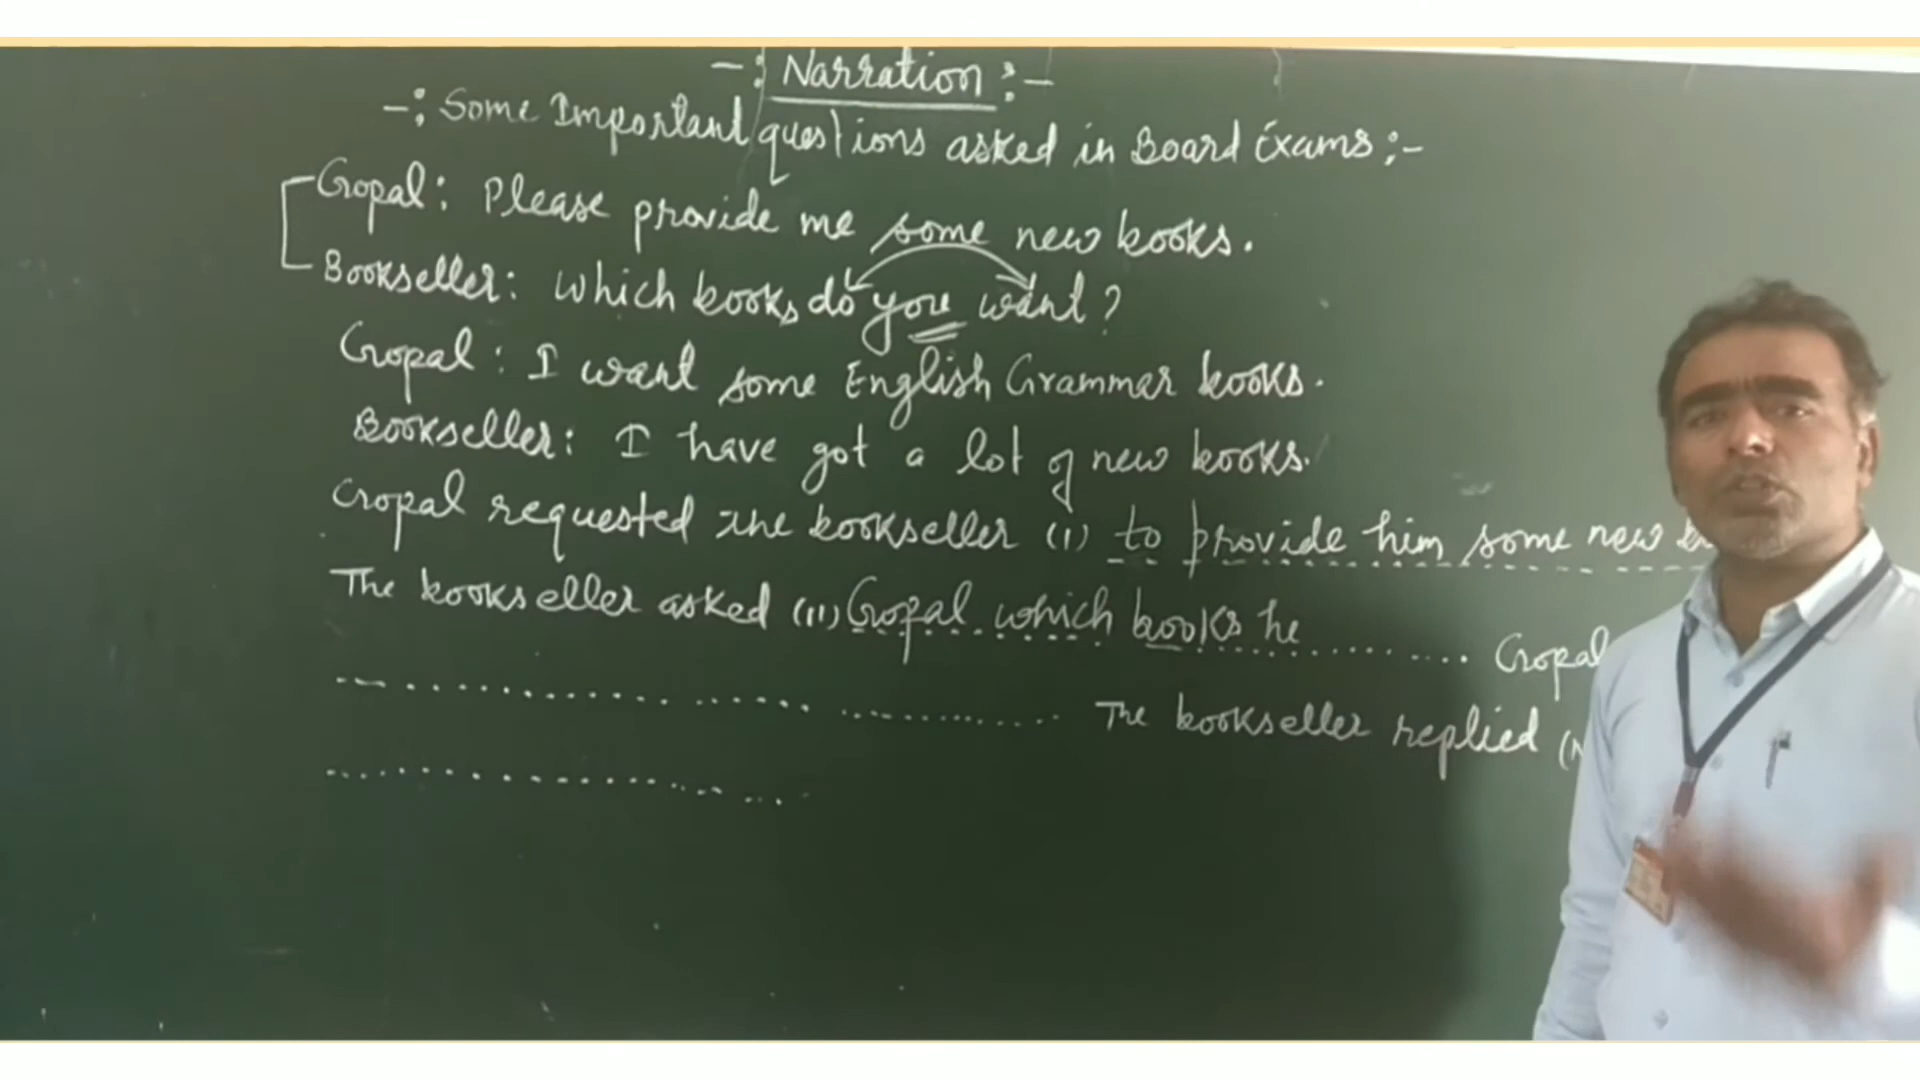 -: Narration :-
-: Some Important questions asked in Board Exams :-
Gopal: Please provide me some new books.
Bookseller: Which books do you want?
Gopal: I want some English Grammer books.
Bookseller: I have got a lot of new books.
Gopal requested the bookseller (I) to provide him some new
The bookseller asked (II) Gopal which books he .......... Gopal
.......... The bookseller replied
..........